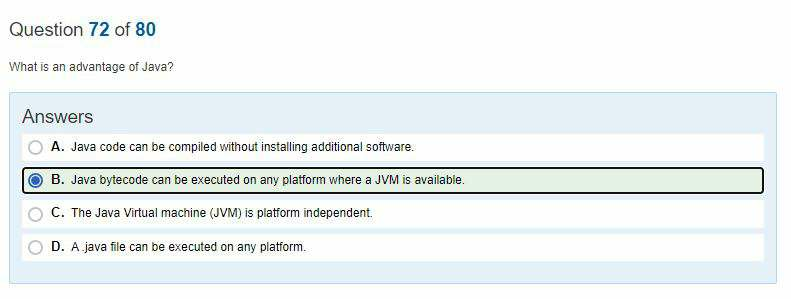 Question 72 of 80
What is an advantage of Java?
Answers
A. Java code can be compiled without installing additional software.
B. Java bytecode can be executed on any platform where a JVM is available.
C. The Java Virtual machine (JVM) is platform independent.
D. A .java file can be executed on any platform.